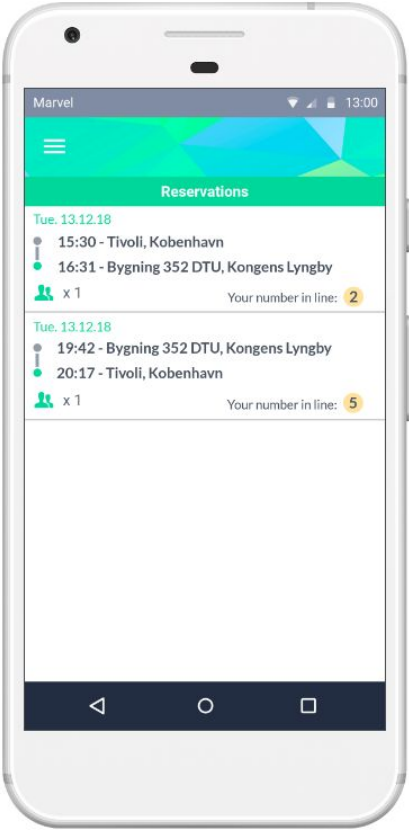 Marvel 13:00
Reservations
Tue. 13.12.18
15:30 - Tivoli, Kobenhavn
16:31 - Bygning 352 DTU, Kongens Lyngby
x 1 Your number in line: 2
Tue. 13.12.18
19:42 - Bygning 352 DTU, Kongens Lyngby
20:17 - Tivoli, Kobenhavn
x 1 Your number in line: 5